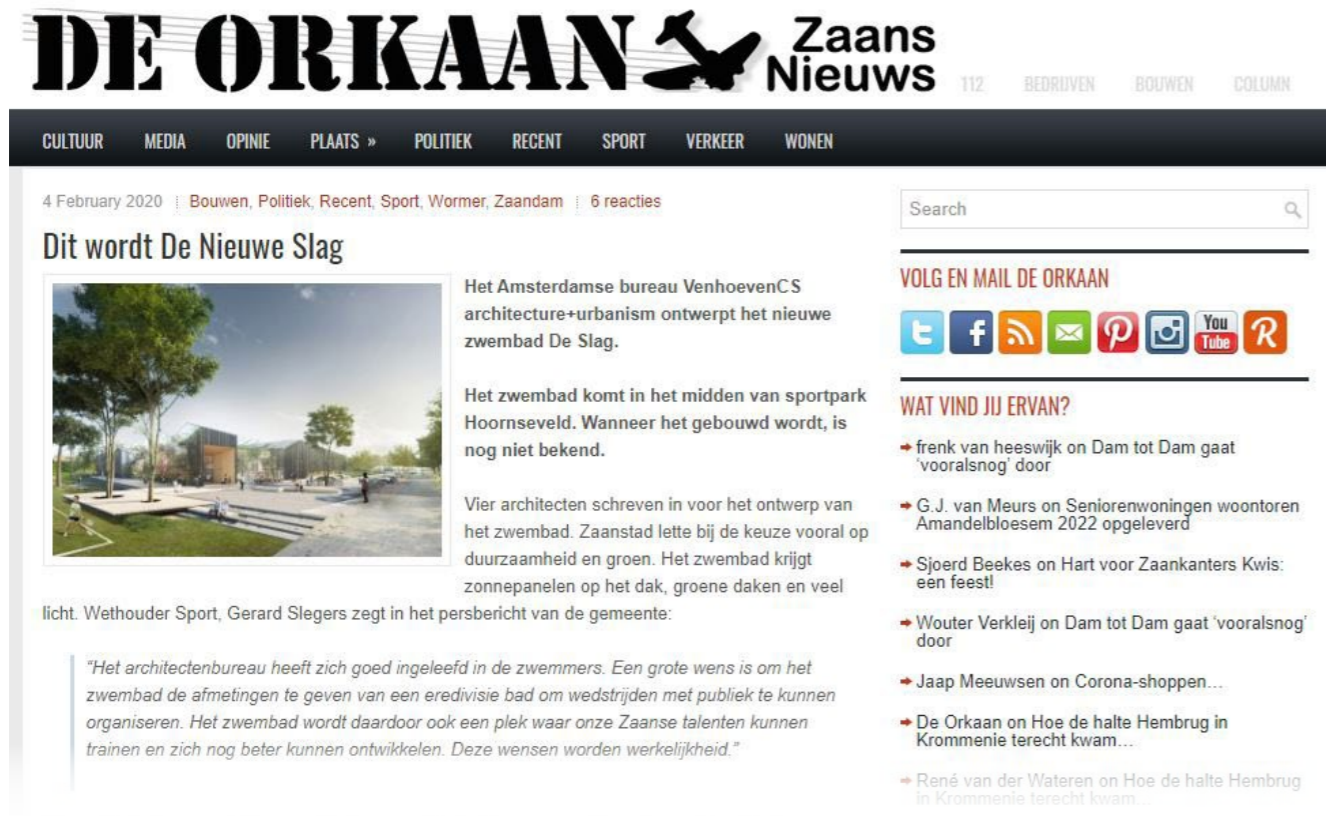 DE ORKAAN Zaans
Nieuws
112 BEDRIJVEN BOUWEN COLUMN
CULTUUR MEDIA OPINIE PLAATS » POLITIEK RECENT SPORT VERKEER WONEN
4 February 2020 Bouwen, Politiek, Recent, Sport, Wormer, Zaandam 6 reacties
Dit wordt De Nieuwe Slag
Het Amsterdamse bureau VenhoevenCS
architecture+urbanism ontwerpt het nieuwe
zwembad De Slag.
Het zwembad komt in het midden van sportpark
Hoornseveld. Wanneer het gebouwd wordt, is
nog niet bekend.
Vier architecten schreven in voor het ontwerp van
het zwembad. Zaanstad lette bij de keuze vooral op
duurzaamheid en groen. Het zwembad krijgt
zonnepanelen op het dak, groene daken en veel
licht. Wethouder Sport, Gerard Slegers zegt in het persbericht van de gemeente:
“Het architectenbureau heeft zich goed ingeleefd in de zwemmers. Een grote wens is om het
zwembad de afmetingen te geven van een eredivisie bad om wedstrijden met publiek te kunnen
organiseren. Het zwembad wordt daardoor ook een plek waar onze Zaanse talenten kunnen
trainen en zich nog beter kunnen ontwikkelen. Deze wensen worden werkelijkheid.”
Search
VOLG EN MAIL DE ORKAAN
You
Tube
WAT VIND JIJ ERVAN?
frenk van heeswijk on Dam tot Dam gaat
‘vooralsnog’ door
G.J. van Meurs on Seniorenwoningen woontoren
Amandelbloesem 2022 opgeleverd
Sjoerd Beekes on Hart voor Zaankanters Kwis:
een feest!
Wouter Verkleij on Dam tot Dam gaat ‘vooralsnog’
door
Jaap Meeuwsen on Corona-shoppen…
De Orkaan on Hoe de halte Hembrug in
Krommenie terecht kwam…
René van der Wateren on Hoe de halte Hembrug
in Krommenie terecht kwam…